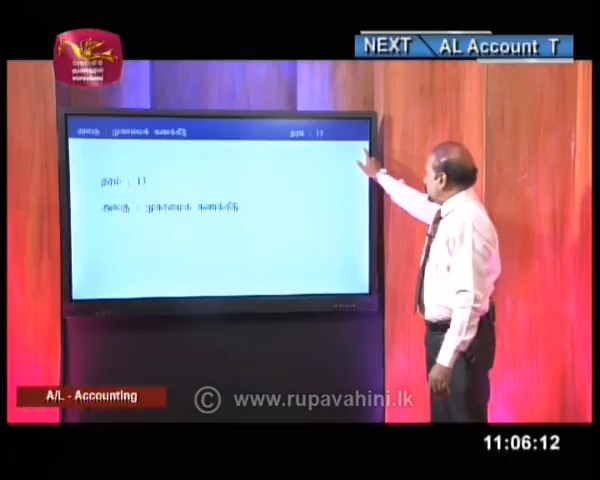 NEXT AL Account T
அலகு : முகாமைக் கணக்கீடு தரம் : 13
தரம் : 13
அலகு : முகாமைக் கணக்கீடு
A/L - Accounting
© www.rupavahini.lk
11:06:12